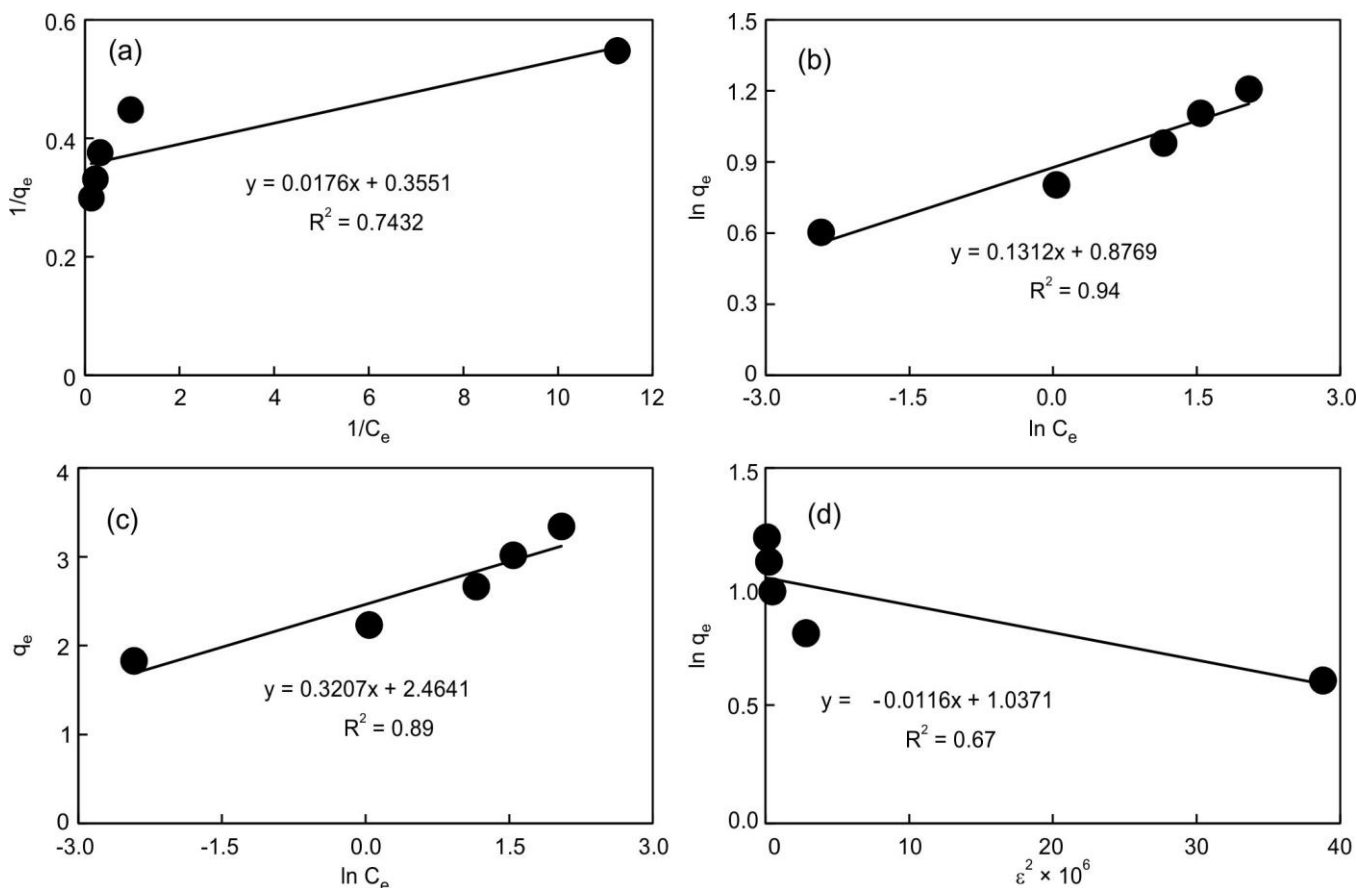 (a)
0.6
0.4
0.2
0
1/qₑ
y = 0.0176x + 0.3551
R² = 0.7432
0 2 4 6 8 10 12
1/Cₑ
(b)
1.5
1.2
0.9
0.6
0.3
0
ln qₑ
y = 0.1312x + 0.8769
R² = 0.94
-3.0 -1.5 0.0 1.5 3.0
ln Cₑ
(c)
4
3
2
1
0
qₑ
y = 0.3207x + 2.4641
R² = 0.89
-3.0 -1.5 0.0 1.5 3.0
ln Cₑ
(d)
1.5
1.0
0.5
0.0
ln qₑ
y = -0.0116x + 1.0371
R² = 0.67
0 10 20 30 40
ε² × 10⁶